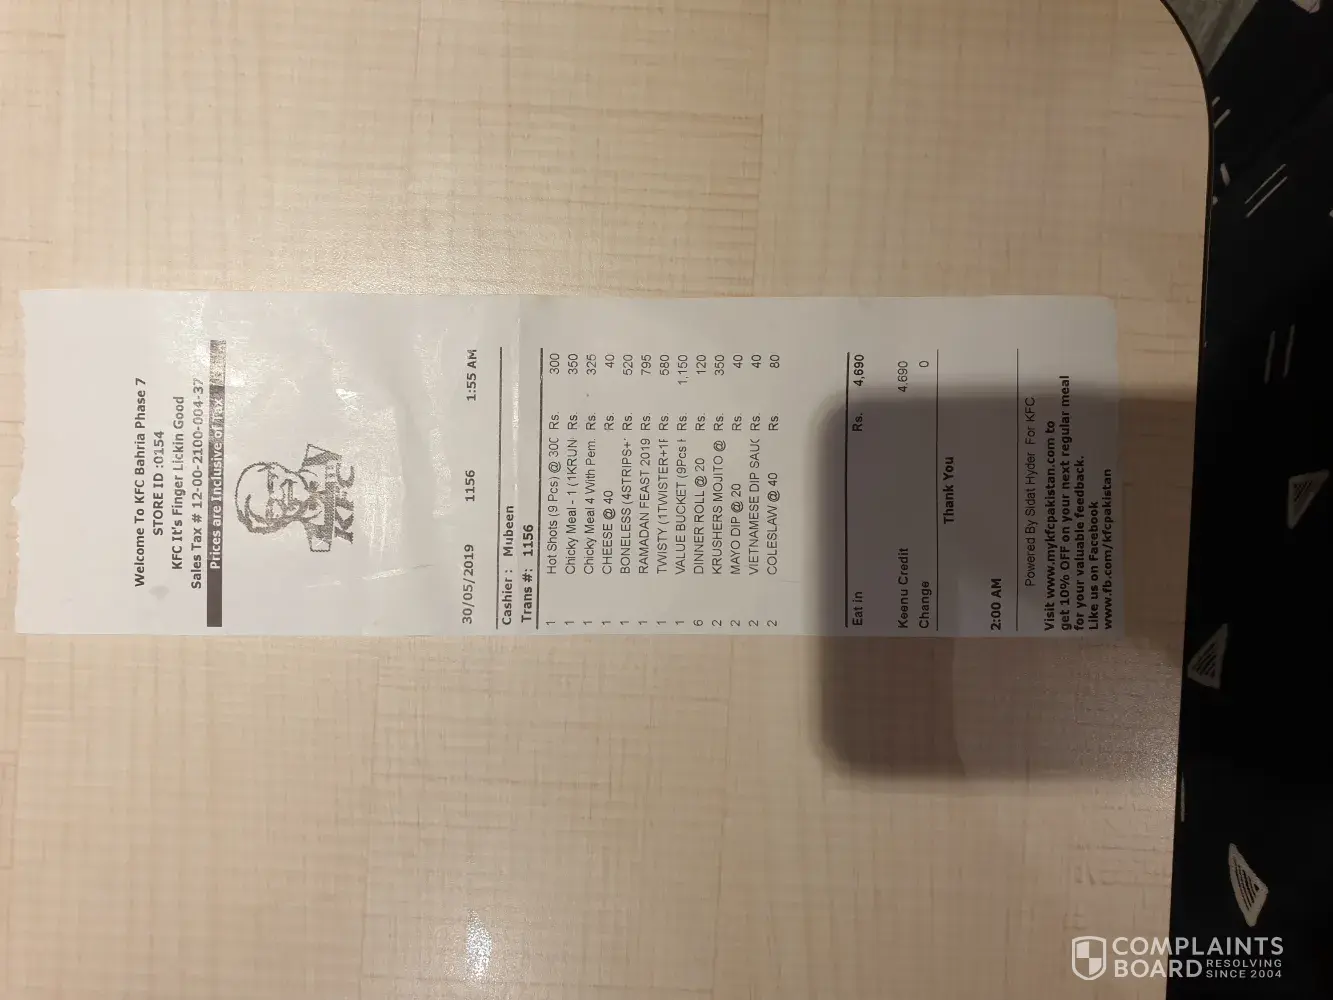 Welcome To KFC Bahria Phase 7
STORE ID :0154
KFC It's Finger Lickin Good
Sales Tax # 12-00-2100-004-37
Prices are Inclusive of Tax
KFC
30/05/2019 1156 1:55 AM
Cashier : Mubeen
Trans #: 1156
1 Hot Shots (9 Pcs) @ 300 Rs. 300
1 Chicky Meal - 1 (1KRUN Rs. 350
1 Chicky Meal 4 With Pem. Rs. 325
1 CHEESE @ 40 Rs 40
1 BONELESS (4STRIPS+ Rs. 520
1 RAMADAN FEAST 2019 Rs 795
1 TWISTY (1TWISTER+1F Rs 580
1 VALUE BUCKET (9Pcs Rs. 1,150
6 DINNER ROLL @ 20 Rs. 120
2 KRUSHERS MOJITO @ Rs. 350
2 MAYO DIP @ 20 Rs. 40
2 VIETNAMESE DIP SAUC Rs. 40
2 COLESLAW @ 40 Rs 80
Eat in Rs. 4,690
Keenu Credit 4,690
Change 0
Thank You
2:00 AM
Powered By Sidat Hyder For KFC
Visit www.mykfcpakistan.com to
get 10% OFF on your next regular meal
for your valuable feedback.
Like us on Facebook
www.fb.com/kfcpakistan
COMPLAINTS
BOARD RESOLVING
SINCE 2004